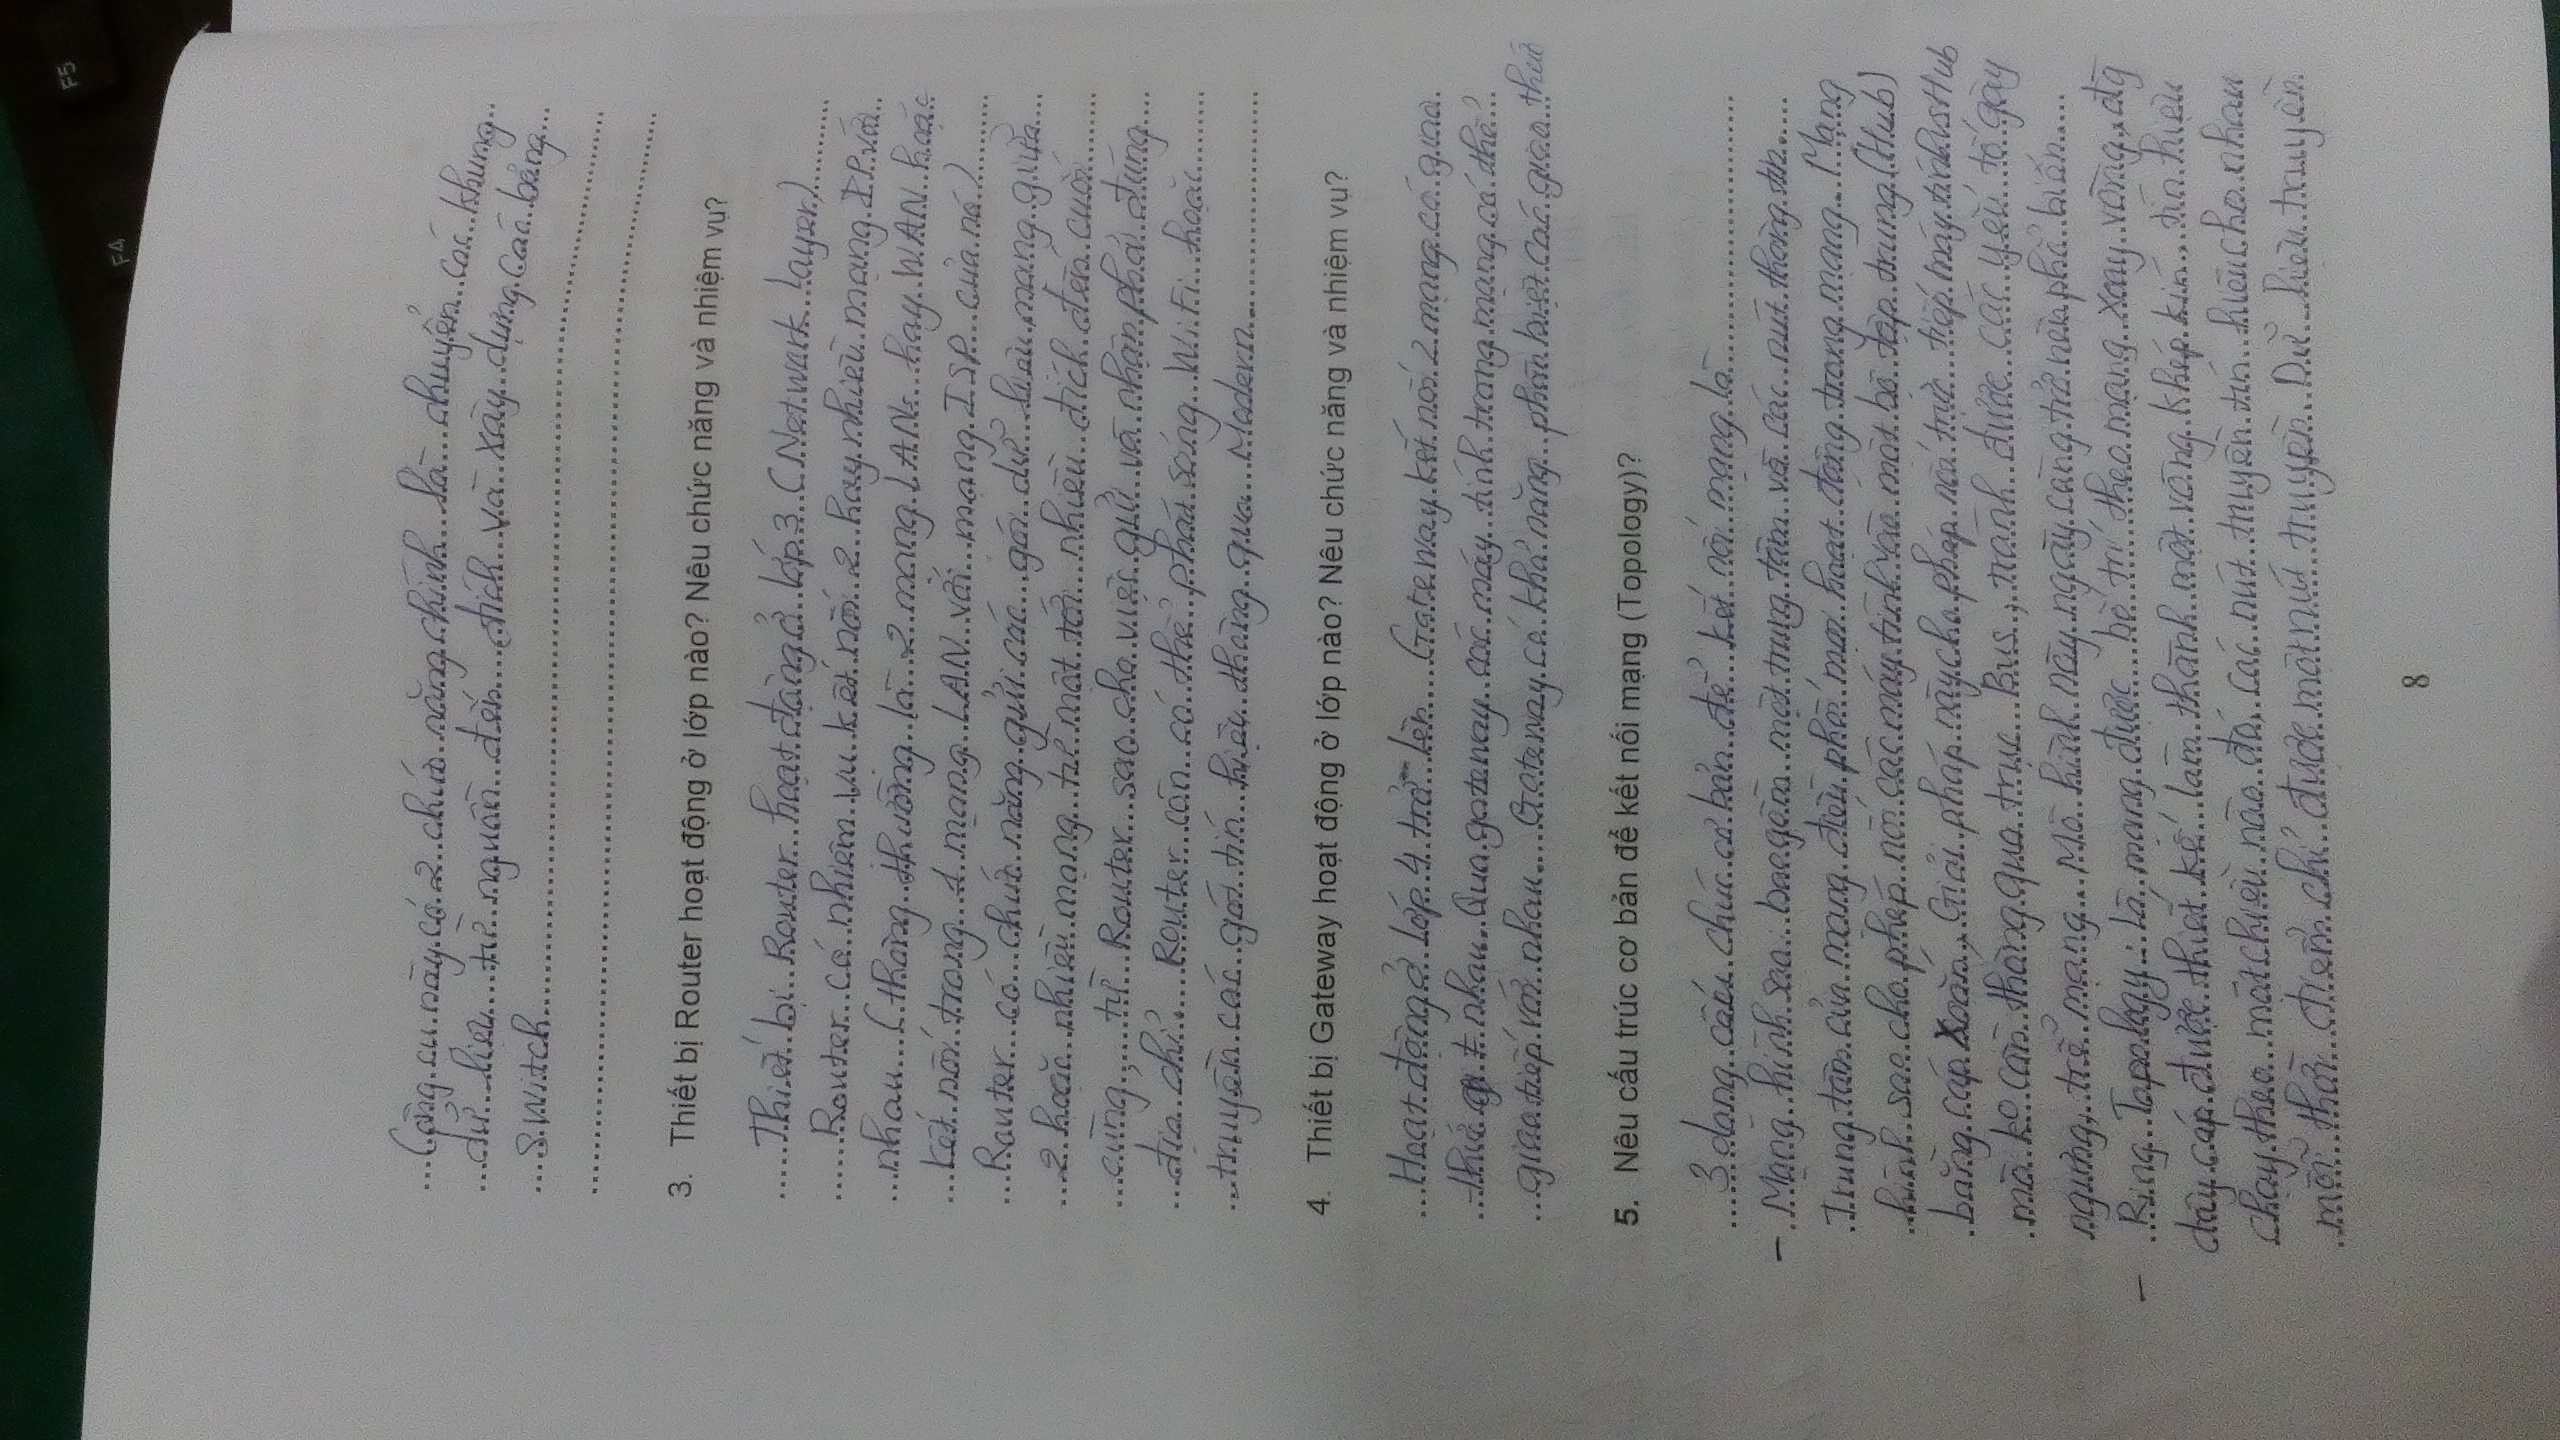 F5
F4
Công cụ này có 2 chức năng chính là chuyển các khung
dữ liệu từ nguồn đến đích và xây dựng các bảng
Switch
3. Thiết bị Router hoạt động ở lớp nào? Nêu chức năng và nhiệm vụ?
Thiết bị Router hoạt động ở lớp 3 (Network layer)
Router có nhiệm vụ kết nối 2 hay nhiều mạng IP với
nhau (thông thường là 2 mạng LANs hay WAN hoặc
kết nối trong 1 mạng LAN với mạng ISP của nó)
Router có chức năng gửi các gói dữ liệu mạng giữa
2 hoặc nhiều mạng từ một tới nhiều đích đến cuối
cùng, từ Router sao cho việc gửi và nhận phải đúng
địa chỉ. Router còn có thể phát sóng WiFi hoặc
truyền các gói tín hiệu thông qua Modern.
4. Thiết bị Gateway hoạt động ở lớp nào? Nêu chức năng và nhiệm vụ?
Hoạt động ở lớp 4 trở lên. Gateway kết nối 2 mạng có giao
thức ≠ nhau. Qua gateway các máy tính trong mạng có thể
giao tiếp với nhau. Gateway có khả năng phân biệt các giao thức
5. Nêu cấu trúc cơ bản để kết nối mạng (Topology)?
3 dạng cấu chúc cơ bản để kết nối mạng là
- Mạng hình sao: bao gồm một trung tâm và các nút thông tin.
Trung tâm của mạng điều phối mọi hoạt động trong mạng. Mạng
hình sao cho phép nối các máy tính vào một bộ tập trung (Hub)
bằng cáp xoắn, Giải pháp này cho phép nối trực tiếp máy tính vs Hub
mà ko cần thông qua trục Bus, tránh được các yếu tố gây
ngưng, trễ mạng. Mô hình này ngày càng trở nên phổ biến.
- Ring Topology: Là mạng được bố trí theo mạng xoay vòng, đg
dây cáp được thiết kế làm thành một vòng khép kín, tín hiệu
chạy theo một chiều nào đó, các nút truyền tín hiệu cho nhau
mỗi thời điểm chỉ được một nút truyền. Dữ liệu truyền
8